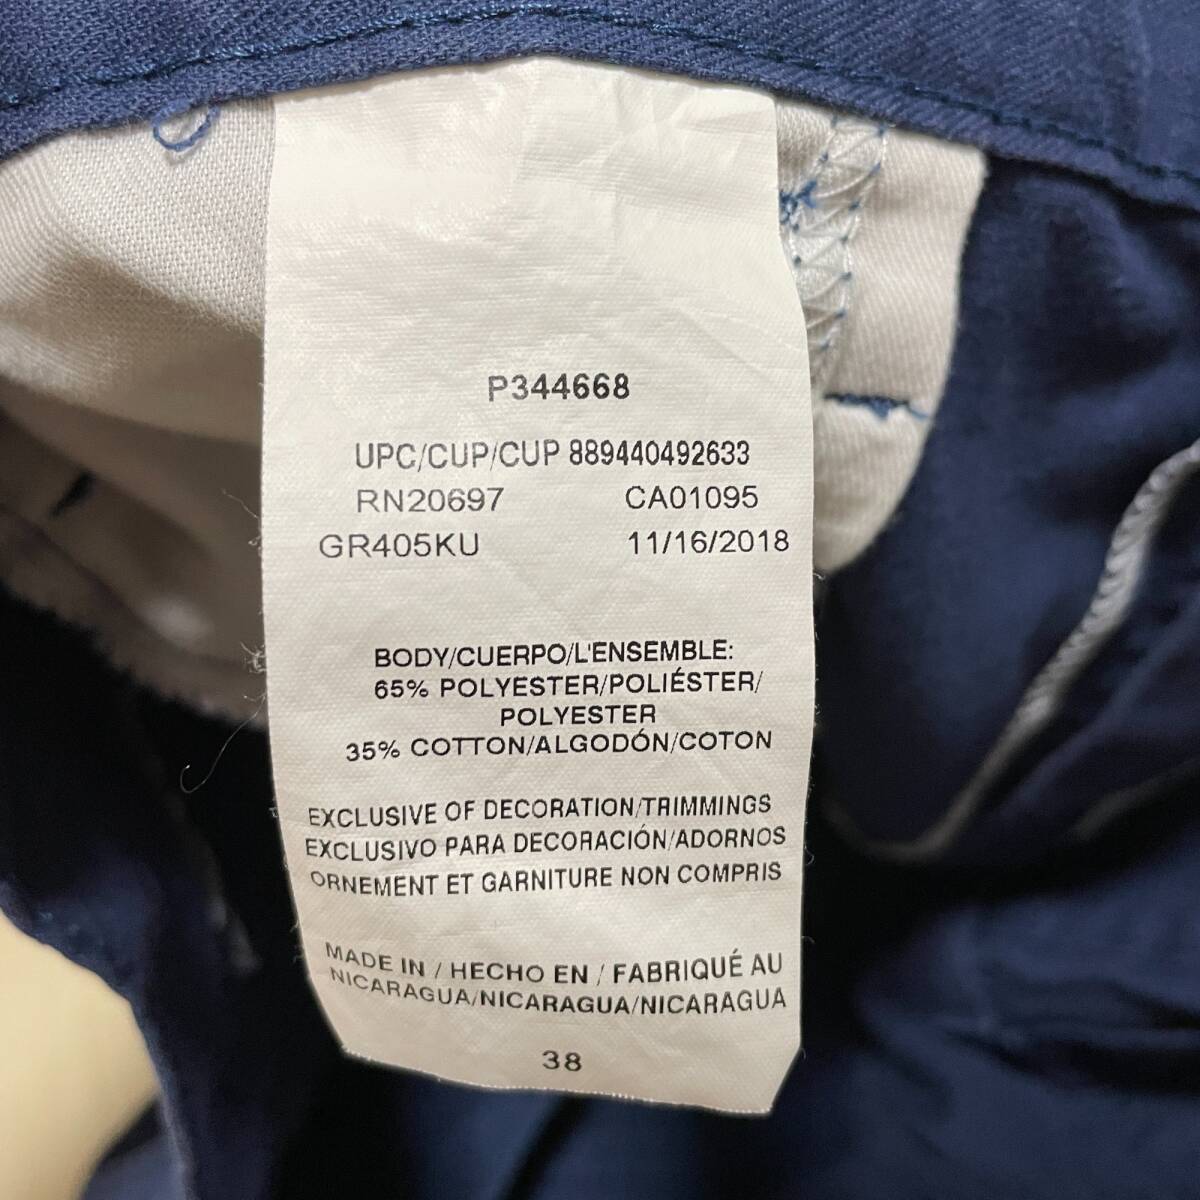 P344668
UPC/CUP/CUP 889440492633
RN20697 CA01095
GR405KU 11/16/2018
BODY/CUERPO/L'ENSEMBLE:
65% POLYESTER/POLIÉSTER/
POLYESTER
35% COTTON/ALGODÓN/COTON
EXCLUSIVE OF DECORATION/TRIMMINGS
EXCLUSIVO PARA DECORACIÓN/ADORNOS
ORNEMENT ET GARNITURE NON COMPRIS
MADE IN / HECHO EN / FABRIQUÉ AU
NICARAGUA/NICARAGUA/NICARAGUA
38